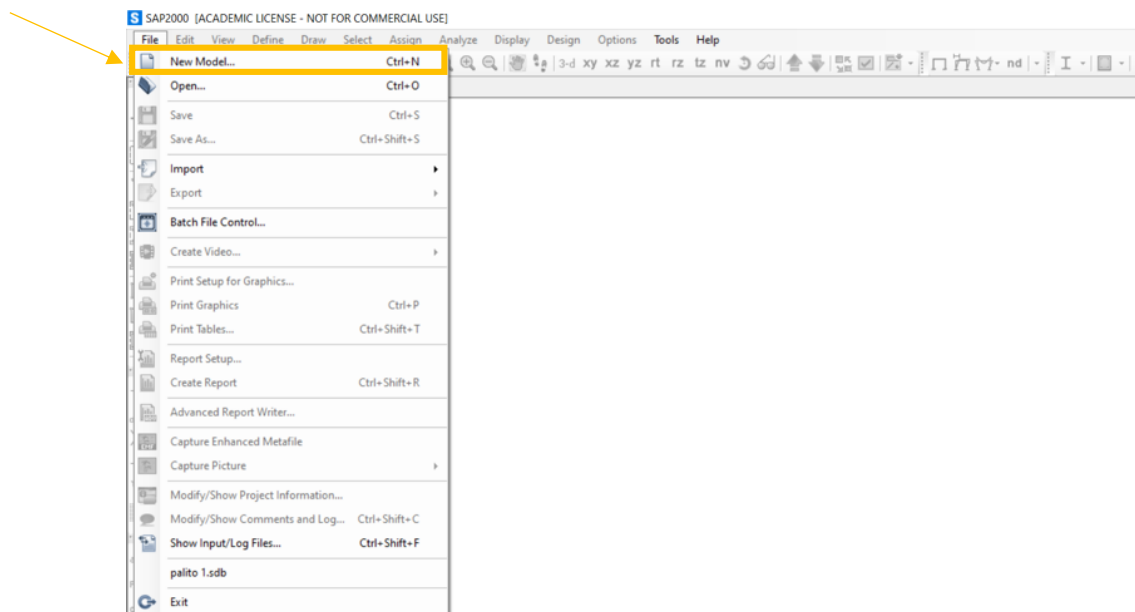 SAP2000 [ACADEMIC LICENSE - NOT FOR COMMERCIAL USE]
File Edit View Define Draw Select Assign Analyze Display Design Options Tools Help
3-d xy xz yz rt rz tz nv nd
New Model... Ctrl+N
Open... Ctrl+O
Save Ctrl+S
Save As... Ctrl+Shift+S
Import
Export
Batch File Control...
Create Video...
Print Setup for Graphics...
Print Graphics Ctrl+P
Print Tables... Ctrl+Shift+T
Report Setup...
Create Report Ctrl+Shift+R
Advanced Report Writer...
Capture Enhanced Metafile
Capture Picture
Modify/Show Project Information...
Modify/Show Comments and Log... Ctrl+Shift+C
Show Input/Log Files... Ctrl+Shift+F
palito 1.sdb
Exit